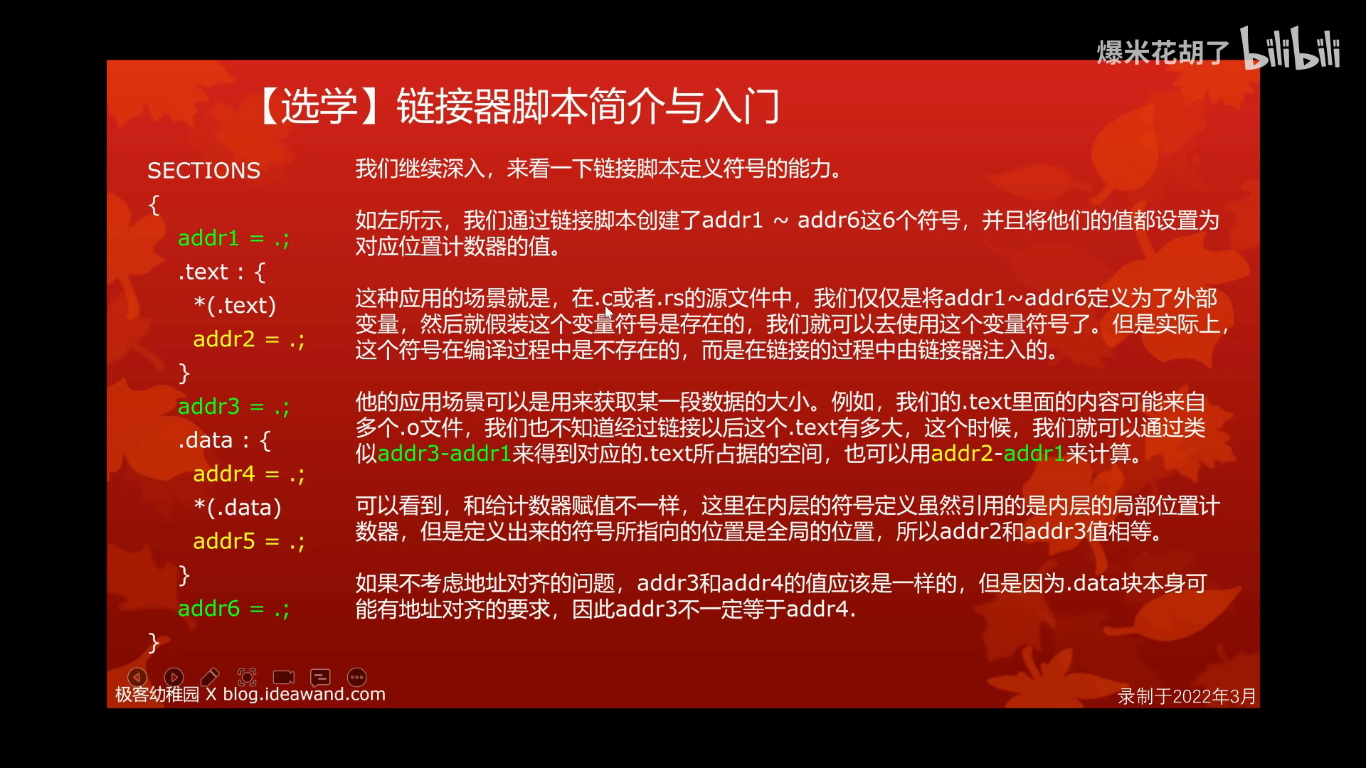 爆米花胡了 bilibili
【选学】链接器脚本简介与入门
SECTIONS
{
addr1 = .;
.text : {
*(.text)
addr2 = .;
}
addr3 = .;
.data : {
addr4 = .;
*(.data)
addr5 = .;
}
addr6 = .;
}
我们继续深入，来看一下链接脚本定义符号的能力。
如左所示，我们通过链接脚本创建了addr1 ~ addr6这6个符号，并且将他们的值都设置为
对应位置计数器的值。
这种应用的场景就是，在.c或者.rs的源文件中，我们仅仅是将addr1~addr6定义为了外部
变量，然后就假装这个变量符号是存在的，我们就可以去使用这个变量符号了。但是实际上，
这个符号在编译过程中是不存在的，而是在链接的过程中由链接器注入的。
他的应用场景可以是用来获取某一段数据的大小。例如，我们的.text里面的内容可能来自
多个.o文件，我们也不知道经过链接以后这个.text有多大，这个时候，我们就可以通过类
似addr3-addr1来得到对应的.text所占据的空间，也可以用addr2-addr1来计算。
可以看到，和给计数器赋值不一样，这里在内层的符号定义虽然引用的是内层的局部位置计
数器，但是定义出来的符号所指向的位置是全局的位置，所以addr2和addr3值相等。
如果不考虑地址对齐的问题，addr3和addr4的值应该是一样的，但是因为.data块本身可
能有地址对齐的要求，因此addr3不一定等于addr4.
极客幼稚园 X blog.ideawand.com
录制于2022年3月